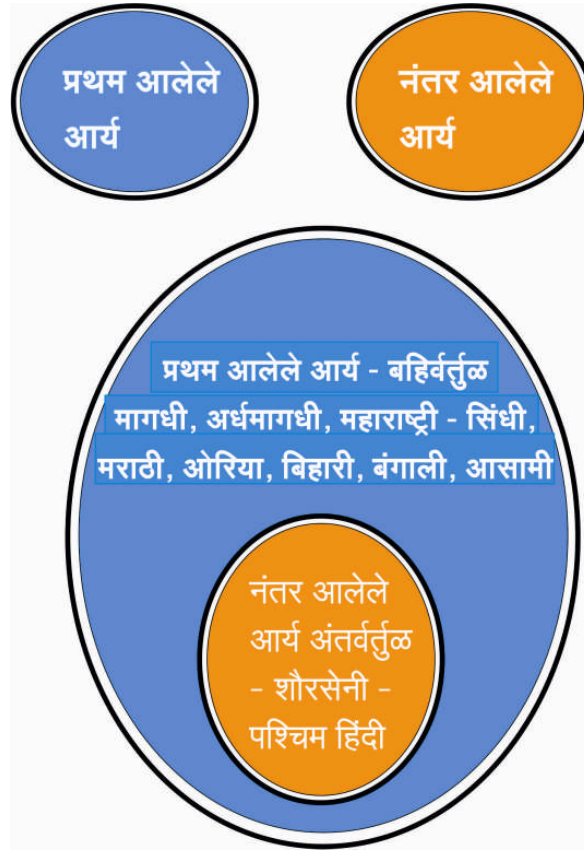 प्रथम आलेले
आर्य
नंतर आलेले
आर्य
प्रथम आलेले आर्य - बहिर्वर्तुळ
मागधी, अर्धमागधी, महाराष्ट्री - सिंधी,
मराठी, ओरिया, बिहारी, बंगाली, आसामी
नंतर आलेले
आर्य अंतर्वर्तुळ
- शौरसेनी -
पश्चिम हिंदी